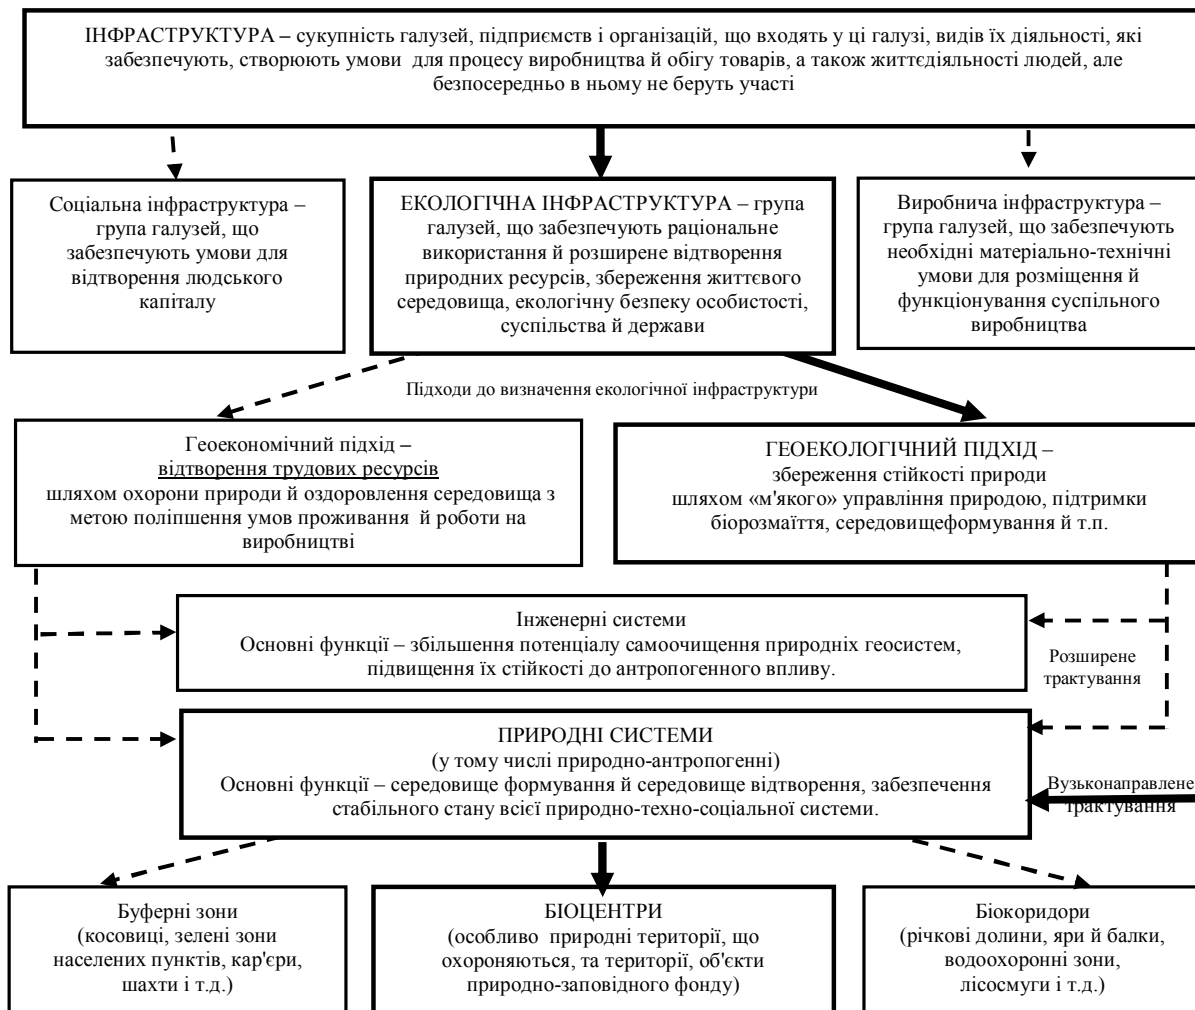 ІНФРАСТРУКТУРА – сукупність галузей, підприємств і організацій, що входять у ці галузі, видів їх діяльності, які
забезпечують, створюють умови для процесу виробництва й обігу товарів, а також життєдіяльності людей, але
безпосередньо в ньому не беруть участі
Соціальна інфраструктура –
група галузей, що
забезпечують умови для
відтворення людського
капіталу
ЕКОЛОГІЧНА ІНФРАСТРУКТУРА – група
галузей, що забезпечують раціональне
використання й розширене відтворення
природних ресурсів, збереження життєвого
середовища, екологічну безпеку особистості,
суспільства й держави
Виробнича інфраструктура –
група галузей, що забезпечують
необхідні матеріально-технічні
умови для розміщення й
функціонування суспільного
виробництва
Підходи до визначення екологічної інфраструктури
Геоекономічний підхід –
відтворення трудових ресурсів
шляхом охорони природи й оздоровлення середовища з
метою поліпшення умов проживання й роботи на
виробництві
ГЕОЕКОЛОГІЧНИЙ ПІДХІД –
збереження стійкості природи
шляхом «м'якого» управління природою, підтримки
біорозмаїття, середовищеформування й т.п.
Інженерні системи
Основні функції – збільшення потенціалу самоочищення природніх геосистем,
підвищення їх стійкості до антропогенного впливу.
Розширене
трактування
ПРИРОДНІ СИСТЕМИ
(у тому числі природно-антропогенні)
Основні функції – середовище формування й середовище відтворення, забезпечення
стабільного стану всієї природно-техно-соціальної системи.
Вузьконаправлене
трактування
Буферні зони
(косовиці, зелені зони
населених пунктів, кар'єри,
шахти і т.д.)
БІОЦЕНТРИ
(особливо природні території, що
охороняються, та території, об'єкти
природно-заповідного фонду)
Біокоридори
(річкові долини, яри й балки,
водоохоронні зони,
лісосмуги і т.д.)